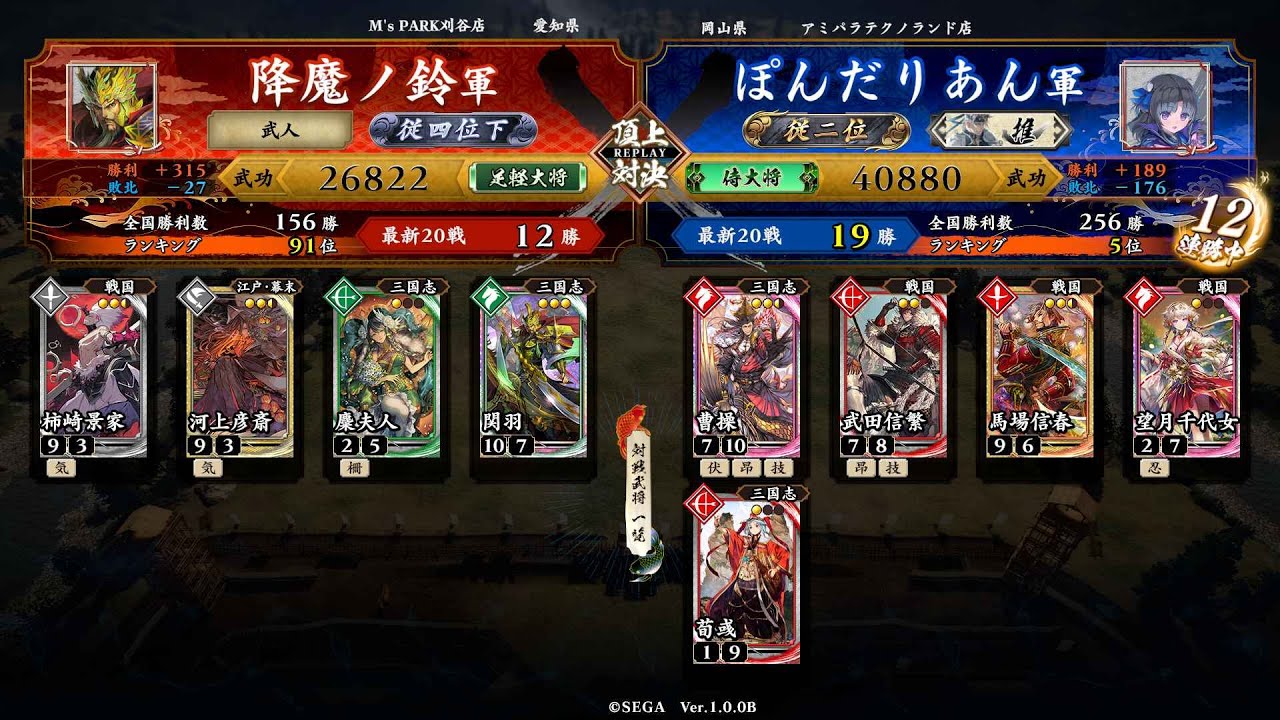 M's PARK刈谷店 愛知県
岡山県 アミパラテクノランド店
降魔ノ鈴軍
武人 従四位下
勝利 +315
敗北 -27
武功 26822 足軽大将
全国勝利数 156勝
ランキング 91位
最新20戦 12勝
頂上
REPLAY
対決
ぽんだりあん軍
従二位 推
侍大将 40880 武功
勝利 +189
敗北 -176
最新20戦 19勝
全国勝利数 256勝
ランキング 5位
12
連勝中
戦国
柿崎景家
9 3
気
江戸・幕末
河上彦斎
9 3
気
三国志
麋夫人
2 5
柵
三国志
関羽
10 7
対戦武将一覧
三国志
曹操
7 10
伏 昂 技
戦国
武田信繁
7 8
昂 技
戦国
馬場信春
9 6
戦国
望月千代女
2 7
忍
三国志
荀彧
1 9
©SEGA Ver.1.0.0B